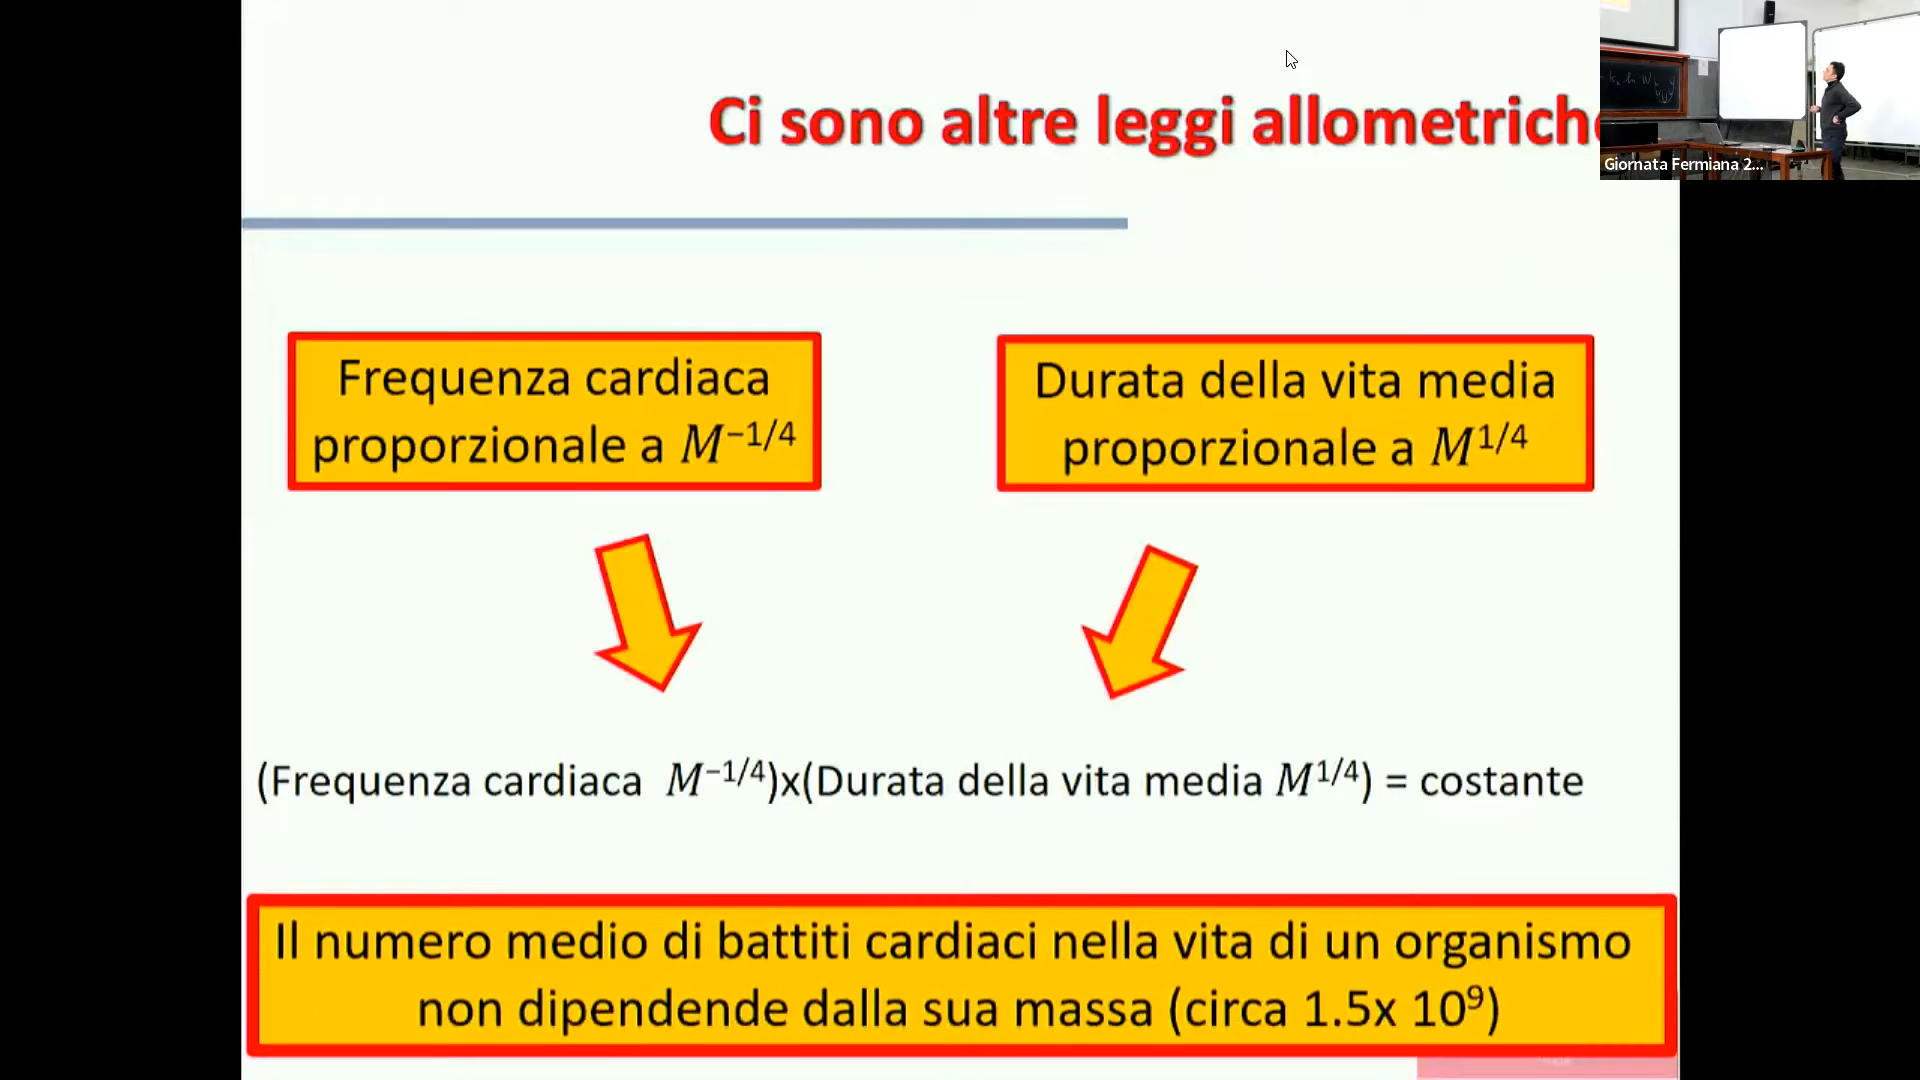 Ci sono altre leggi allometriche
Giornata Fermiana 2...
Frequenza cardiaca
proporzionale a M^{−1/4}
Durata della vita media
proporzionale a M^{1/4}
(Frequenza cardiaca M^{−1/4})x(Durata della vita media M^{1/4}) = costante
Il numero medio di battiti cardiaci nella vita di un organismo
non dipendende dalla sua massa (circa 1.5x 10⁹)